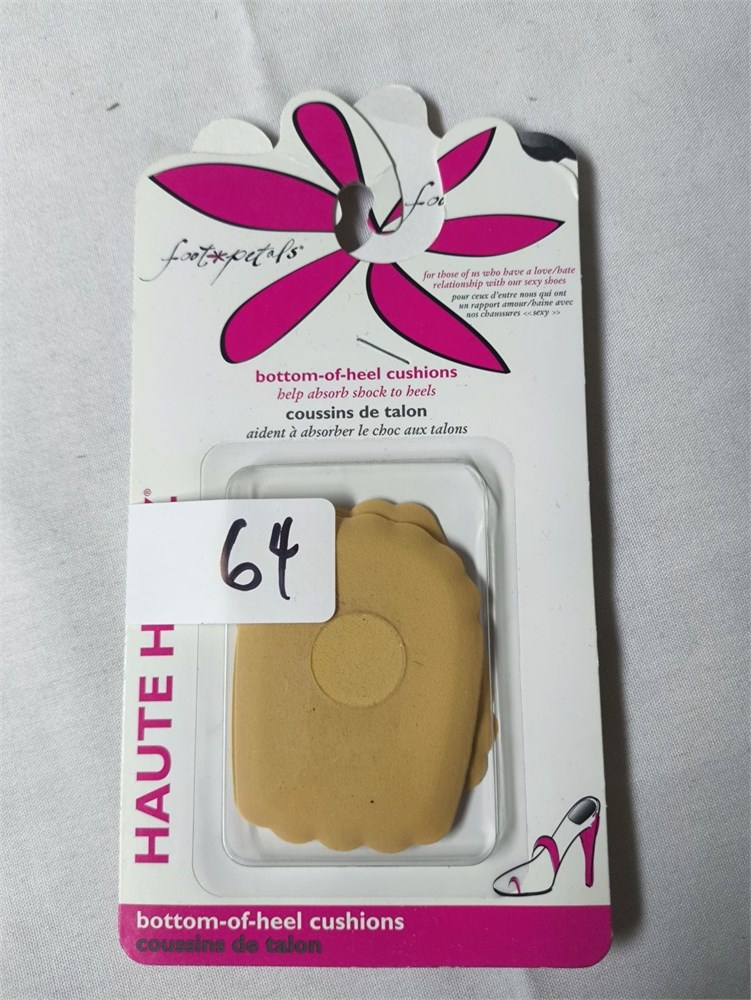 foot*petals
for those of us who have a love/hate
relationship with our sexy shoes
pour ceux d'entre nous qui ont
un rapport amour/haine avec
nos chaussures <<sexy >>
bottom-of-heel cushions
help absorb shock to heels
coussins de talon
aident à absorber le choc aux talons
64
HAUTE H
bottom-of-heel cushions
coussins de talon